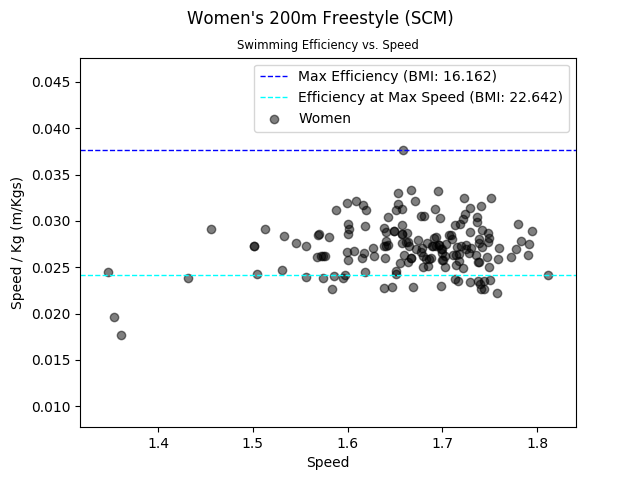 Women's 200m Freestyle (SCM)
Swimming Efficiency vs. Speed
Max Efficiency (BMI: 16.162)
Efficiency at Max Speed (BMI: 22.642)
Women
Speed / Kg (m/Kgs)
0.045
0.040
0.035
0.030
0.025
0.020
0.015
0.010
1.4 1.5 1.6 1.7 1.8
Speed